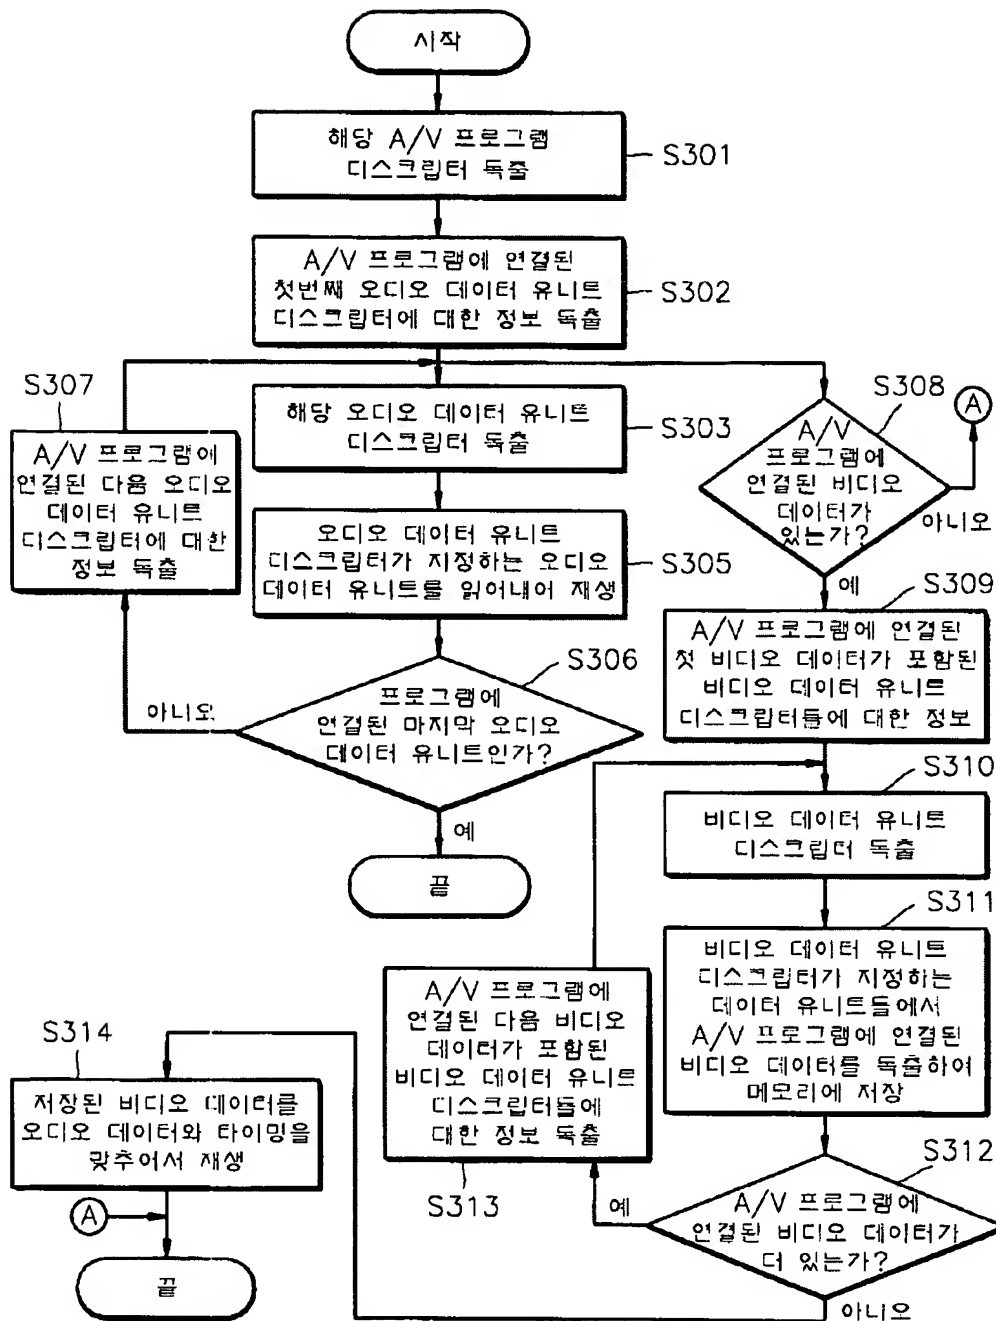 시작
해당 A/V 프로그램
디스크립터 독출
S301
A/V 프로그램에 연결된
첫번째 오디오 데이터 유니트
디스크립터에 대한 정보 독출
S302
S307
A/V 프로그램에
연결된 다음 오디오
데이터 유니트
디스크립터에 대한
정보 독출
해당 오디오 데이터 유니트
디스크립터 독출
S303
오디오 데이터 유니트
디스크립터가 지정하는 오디오
데이터 유니트를 읽어내어 재생
S305
S306
프로그램에
연결된 마지막 오디오
데이터 유니트인가?
아니오
예
끝
S308
A/V
프로그램에
연결된 비디오
데이터가
있는가?
A
아니오
예
S309
A/V 프로그램에 연결된
첫 비디오 데이터가 포함된
비디오 데이터 유니트
디스크립터들에 대한 정보
S310
비디오 데이터 유니트
디스크립터 독출
S311
비디오 데이터 유니트
디스크립터가 지정하는
데이터 유니트들에서
A/V 프로그램에 연결된
비디오 데이터를 독출하여
메모리에 저장
S312
A/V 프로그램에
연결된 비디오 데이터가
더 있는가?
예
아니오
A/V 프로그램에
연결된 다음 비디오
데이터가 포함된
비디오 데이터 유니트
디스크립터들에
대한 정보 독출
S313
S314
저장된 비디오 데이터를
오디오 데이터와 타이밍을
맞추어서 재생
A
끝